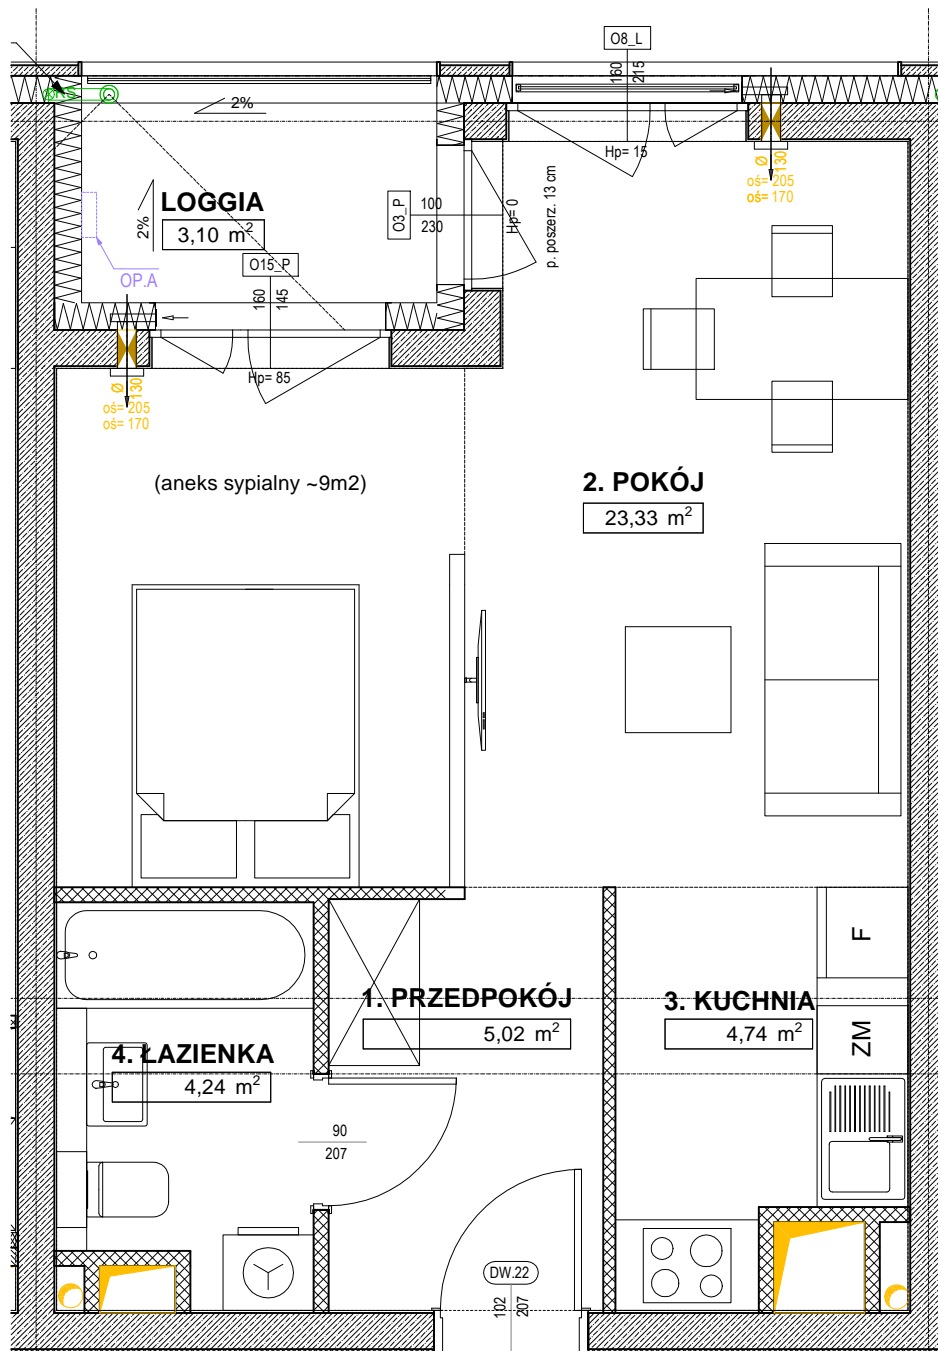 O8_L
160
215
KS
2%
Hp= 15
Ø 130
oś= 205
oś= 170
LOGGIA
3,10 m²
2%
OP.A
O3_P
100
230
Hp= 0
p. poszerz. 13 cm
O15_P
160
145
Hp= 85
Ø 130
oś= 205
oś= 170
(aneks sypialny ~9m2)
2. POKÓJ
23,33 m²
F
1. PRZEDPOKÓJ
5,02 m²
3. KUCHNIA
4,74 m²
ZM
4. ŁAZIENKA
4,24 m²
90
207
DW.22
102
207